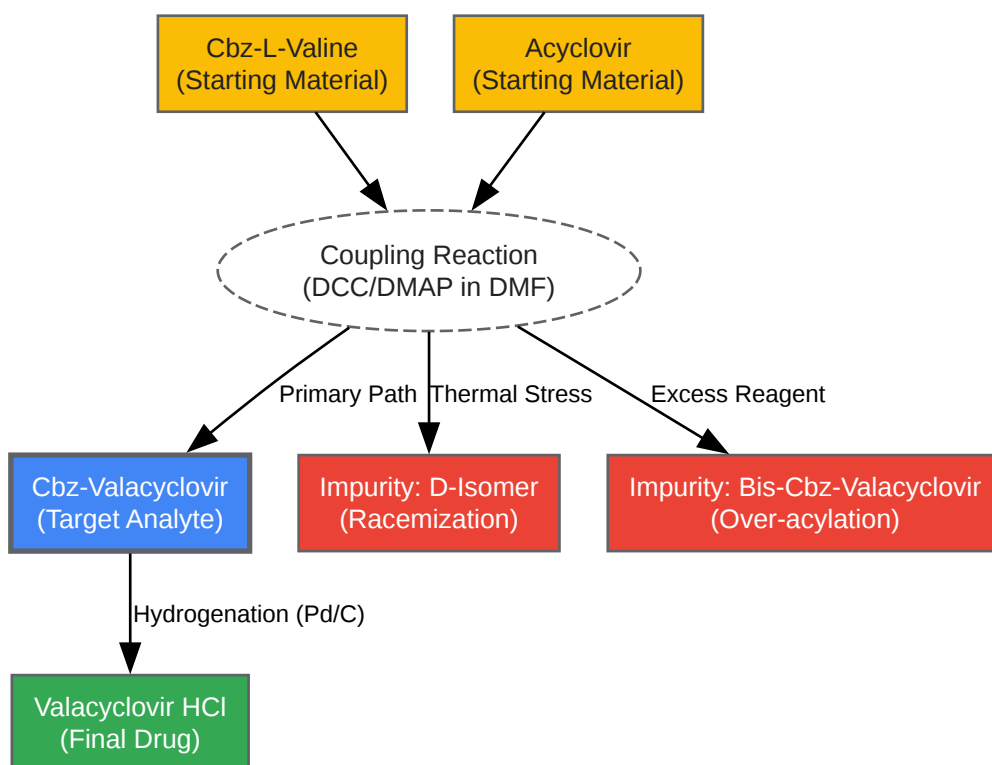 Cbz-L-Valine
(Starting Material)
Acyclovir
(Starting Material)
Coupling Reaction
(DCC/DMAP in DMF)
Primary Path
Thermal Stress
Excess Reagent
Cbz-Valacyclovir
(Target Analyte)
Impurity: D-Isomer
(Racemization)
Impurity: Bis-Cbz-Valacyclovir
(Over-acylation)
Hydrogenation (Pd/C)
Valacyclovir HCl
(Final Drug)